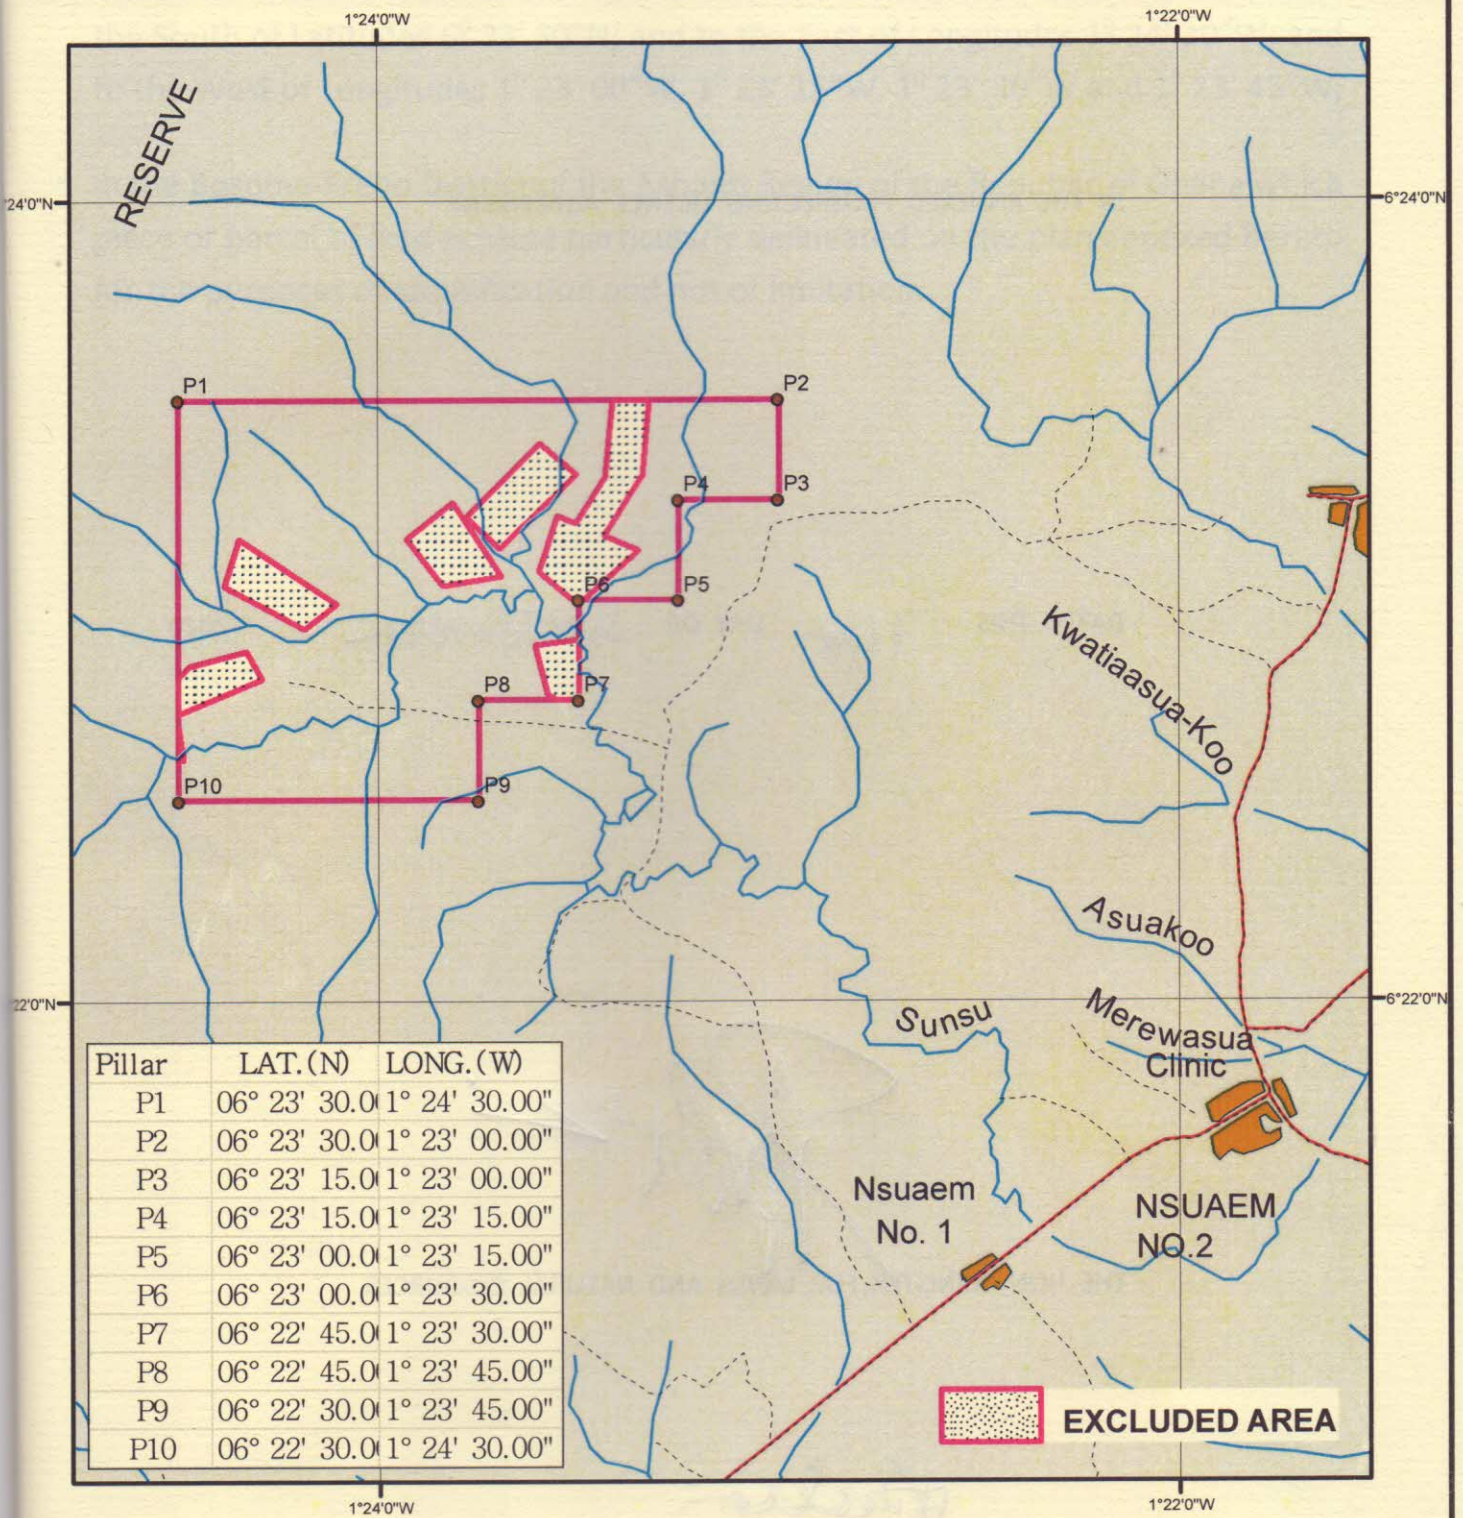 1°24'0"W
1°22'0"W
RESERVE
24'0"N
6°24'0"N
P1
P2
P4
P3
P6
P5
P8
P7
P10
P9
Kwatiaasua-Koo
Asuakoo
22'0"N
6°22'0"N
Sunsu
Merewasua
Clinic
Nsuaem
No. 1
NSUAEM
NO.2
Pillar LAT.(N) LONG.(W)
P1 06° 23' 30.0 1° 24' 30.00"
P2 06° 23' 30.0 1° 23' 00.00"
P3 06° 23' 15.0 1° 23' 00.00"
P4 06° 23' 15.0 1° 23' 15.00"
P5 06° 23' 00.0 1° 23' 15.00"
P6 06° 23' 00.0 1° 23' 30.00"
P7 06° 22' 45.0 1° 23' 30.00"
P8 06° 22' 45.0 1° 23' 45.00"
P9 06° 22' 30.0 1° 23' 45.00"
P10 06° 22' 30.0 1° 24' 30.00"
EXCLUDED AREA
1°24'0"W
1°22'0"W